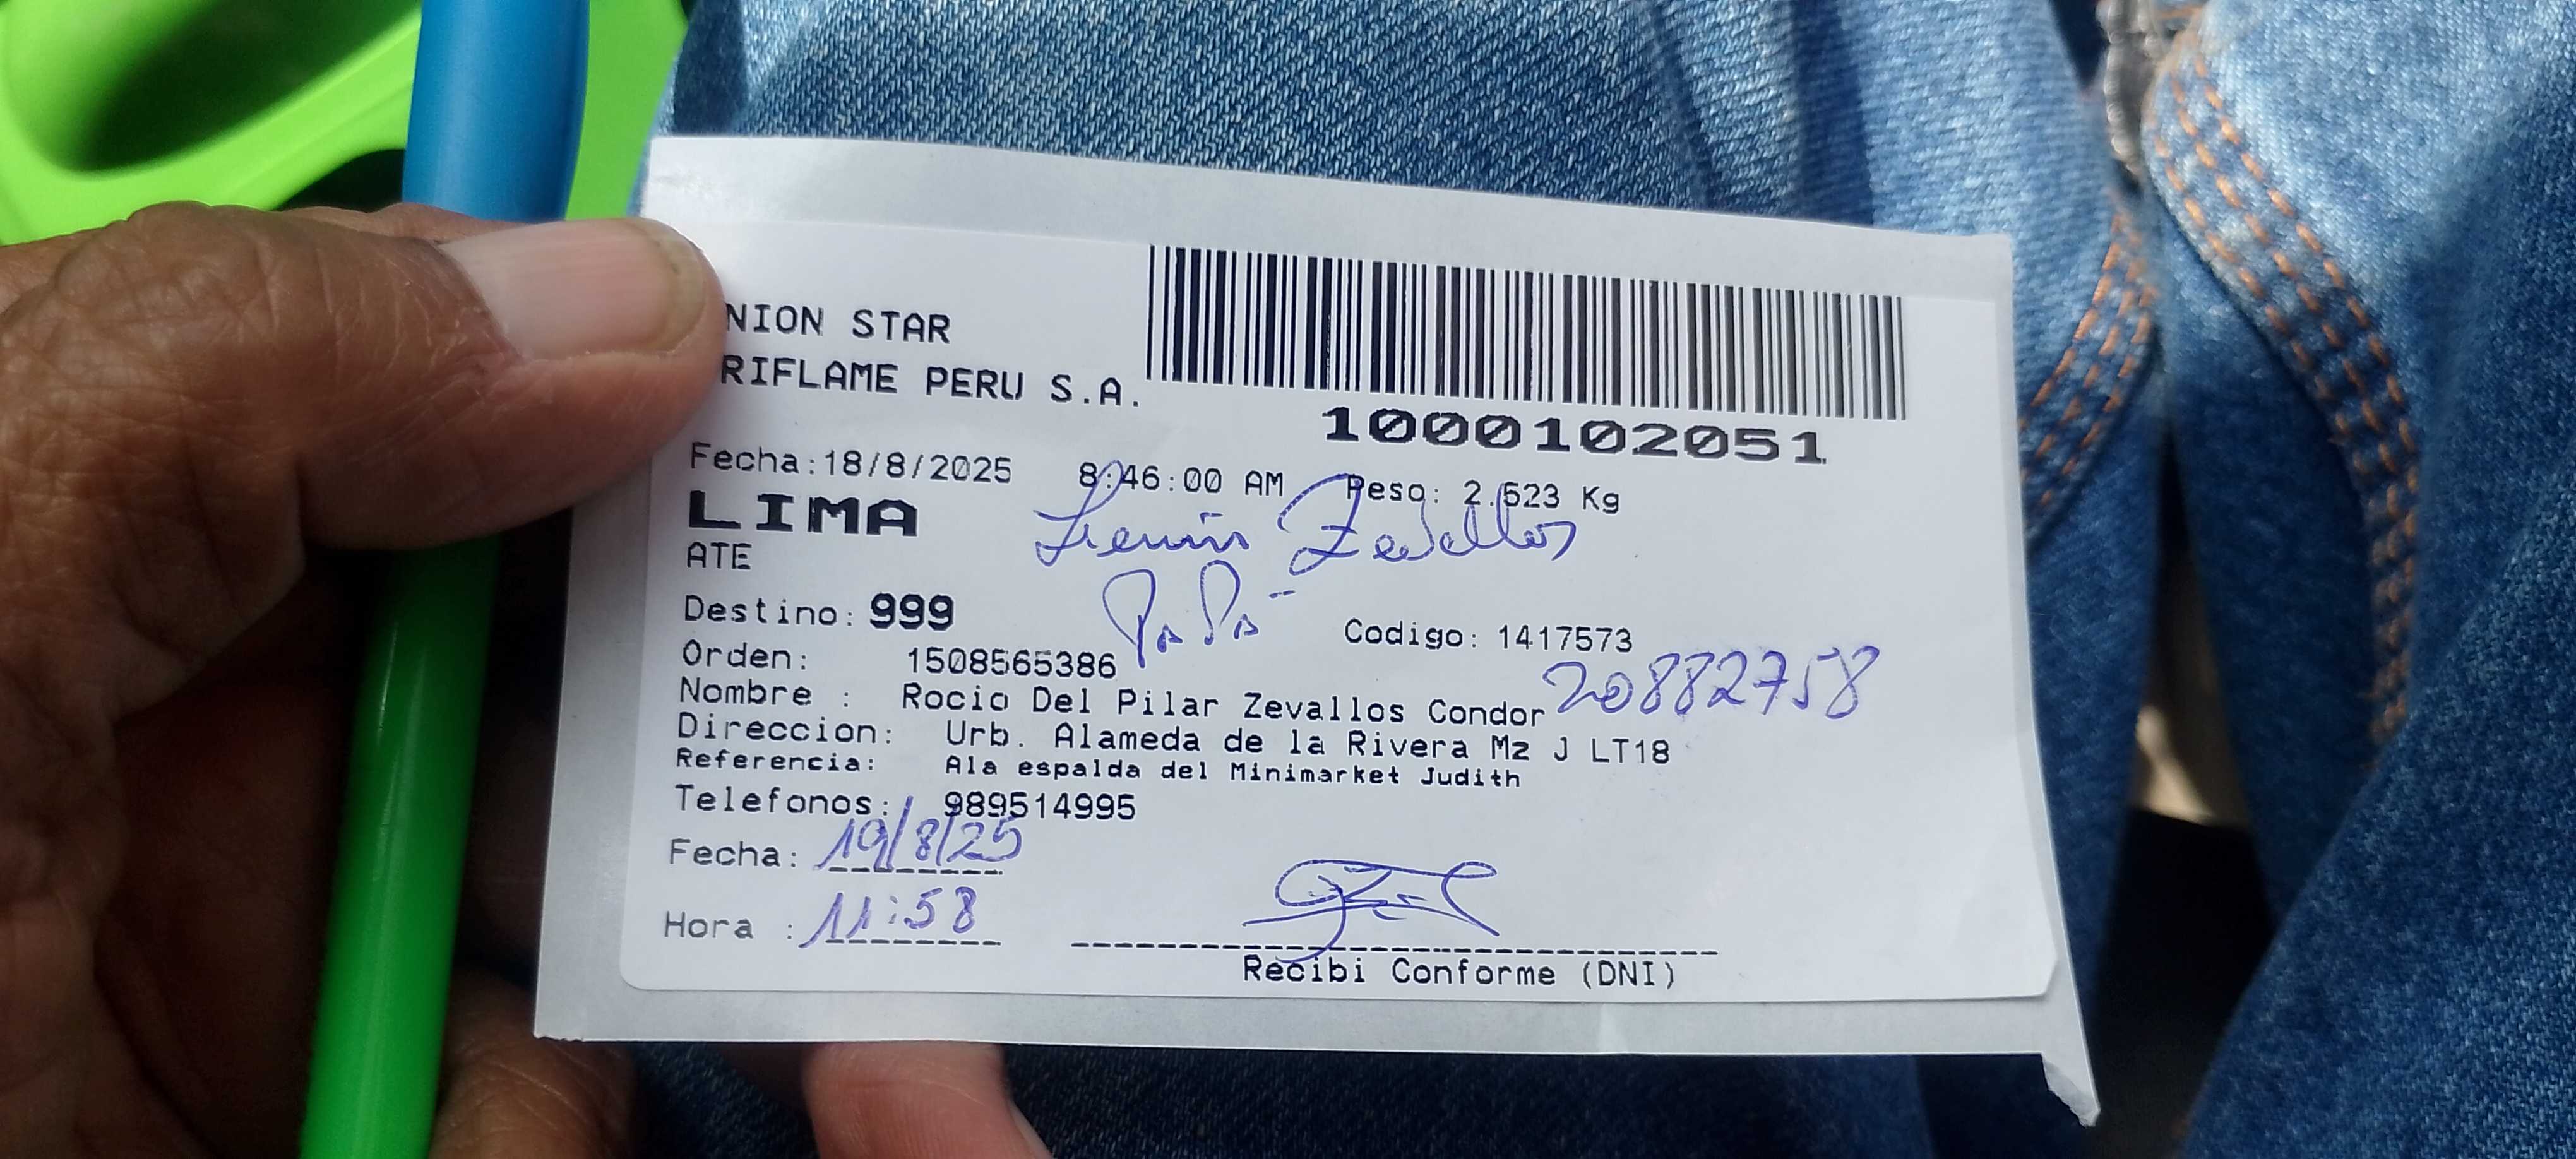 NION STAR
RIFLAME PERU S.A.
1000102051
Fecha:18/8/2025 8:46:00 AM Peso: 2.523 Kg
LIMA
Zevallos
ATE
PaPá
Destino: 999
Codigo: 1417573
Orden: 1508565386
20882758
Nombre : Rocio Del Pilar Zevallos Condor
Direccion: Urb. Alameda de la Rivera Mz J LT18
Referencia: Ala espalda del Minimarket Judith
Telefonos: 989514995
Fecha: 19/8/25
Hora : 11:58
Recibi Conforme (DNI)